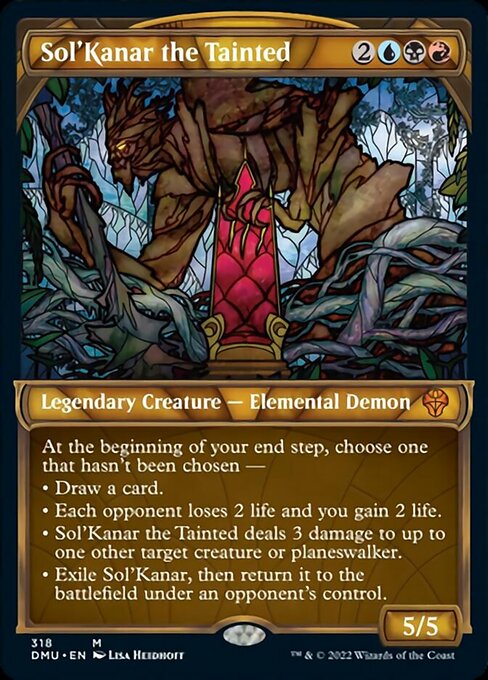 Sol'Kanar the Tainted 2
Legendary Creature — Elemental Demon
At the beginning of your end step, choose one
that hasn't been chosen —
• Draw a card.
• Each opponent loses 2 life and you gain 2 life.
• Sol'Kanar the Tainted deals 3 damage to up to
one other target creature or planeswalker.
• Exile Sol'Kanar, then return it to the
battlefield under an opponent's control.
5/5
318 M
DMU • EN Lisa Heidhoff
™ & © 2022 Wizards of the Coast